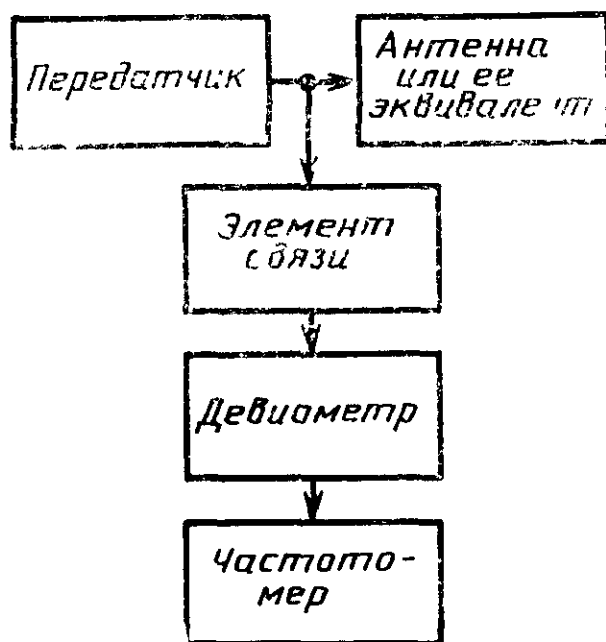 Передатчик
Антенна
или ее
эквивалент
Элемент
связи
Девиометр
Частото-
мер